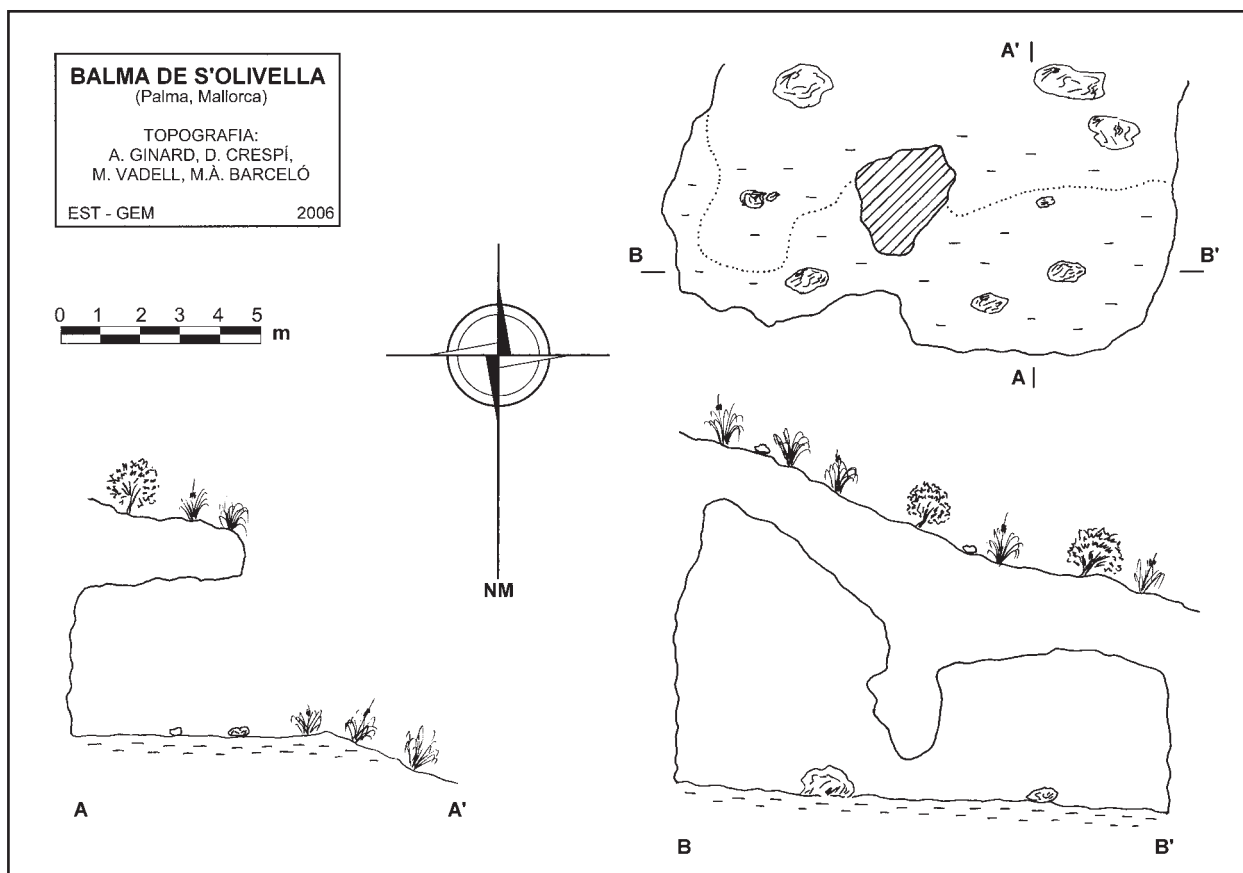 BALMA DE S'OLIVELLA
(Palma, Mallorca)
TOPOGRAFIA:
A. GINARD, D. CRESPÍ,
M. VADELL, M.À. BARCELÓ
EST - GEM 2006
0 1 2 3 4 5
m
NM
A'
B B'
A
A A'
B B'